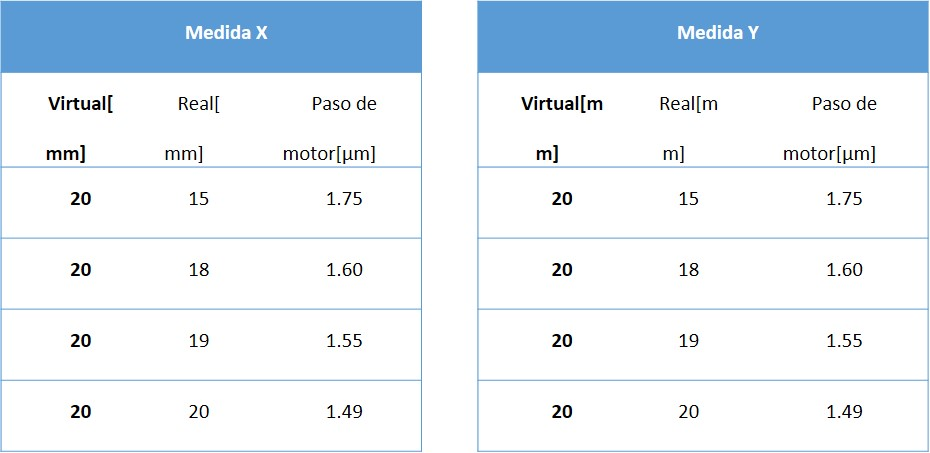 Medida X
Virtual[ Real[ Paso de
mm] mm] motor[μm]
20 15 1.75
20 18 1.60
20 19 1.55
20 20 1.49
Medida Y
Virtual[m Real[m Paso de
m] m] motor[μm]
20 15 1.75
20 18 1.60
20 19 1.55
20 20 1.49